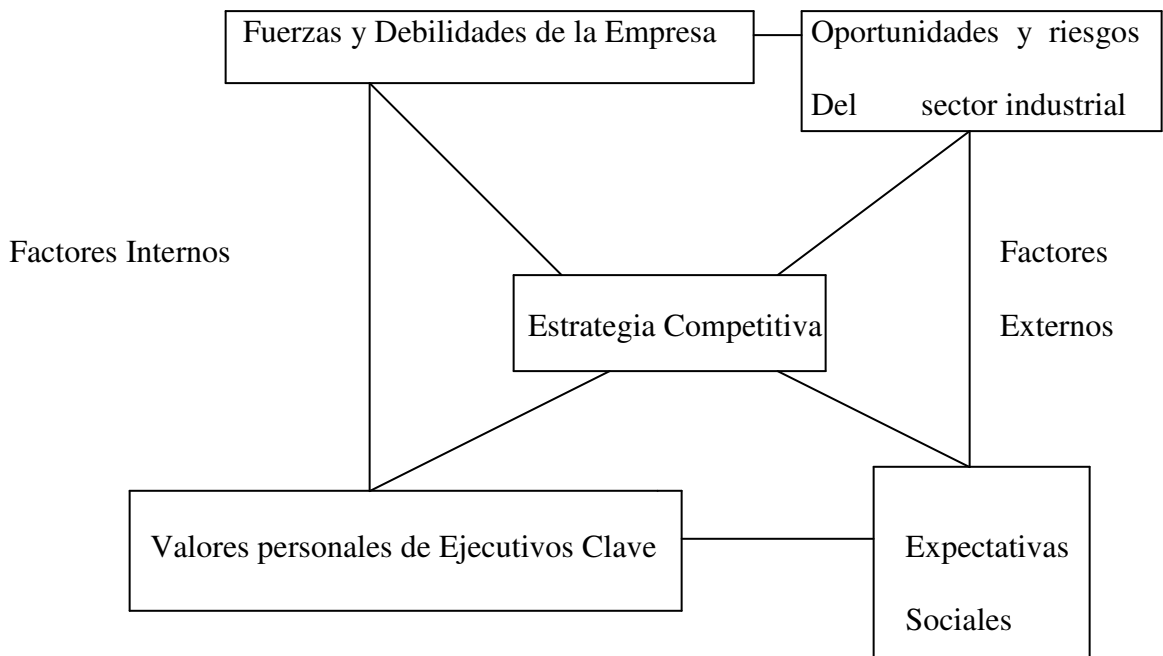 Fuerzas y Debilidades de la Empresa
Oportunidades y riesgos
Del sector industrial
Factores Internos
Factores
Externos
Estrategia Competitiva
Valores personales de Ejecutivos Clave
Expectativas
Sociales